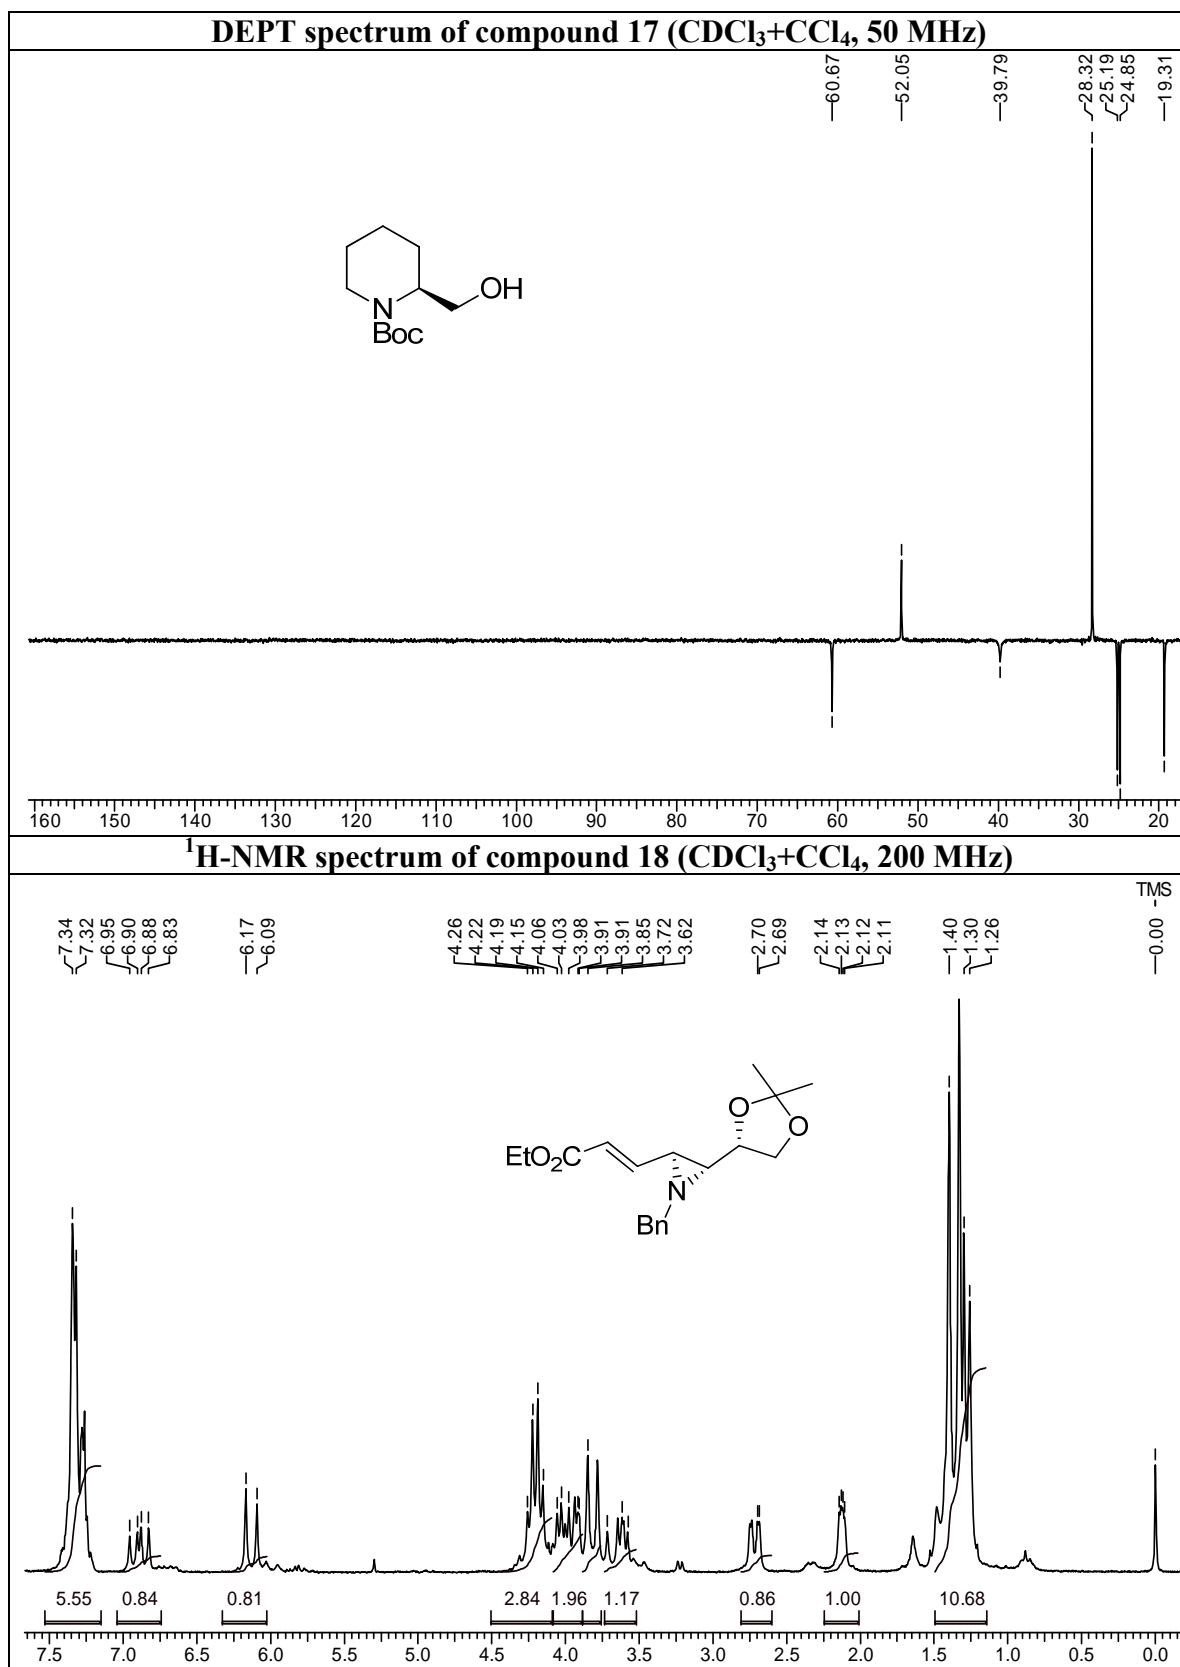 DEPT spectrum of compound 17 (CDCl₃+CCl₄, 50 MHz)
60.67 52.05 39.79 28.32 25.19 24.85 19.31
OH
N
Boc
160 150 140 130 120 110 100 90 80 70 60 50 40 30 20
¹H-NMR spectrum of compound 18 (CDCl₃+CCl₄, 200 MHz)
TMS
7.34 7.32 6.95 6.90 6.88 6.83 6.17 6.09 4.26 4.22 4.19 4.15 4.06 4.03 3.98 3.91 3.91 3.85 3.72 3.62 2.70 2.69 2.14 2.13 2.12 2.11 1.40 1.30 1.26 0.00
O
O
EtO₂C
N
Bn
5.55 0.84 0.81 2.84 1.96 1.17 0.86 1.00 10.68
7.5 7.0 6.5 6.0 5.5 5.0 4.5 4.0 3.5 3.0 2.5 2.0 1.5 1.0 0.5 0.0